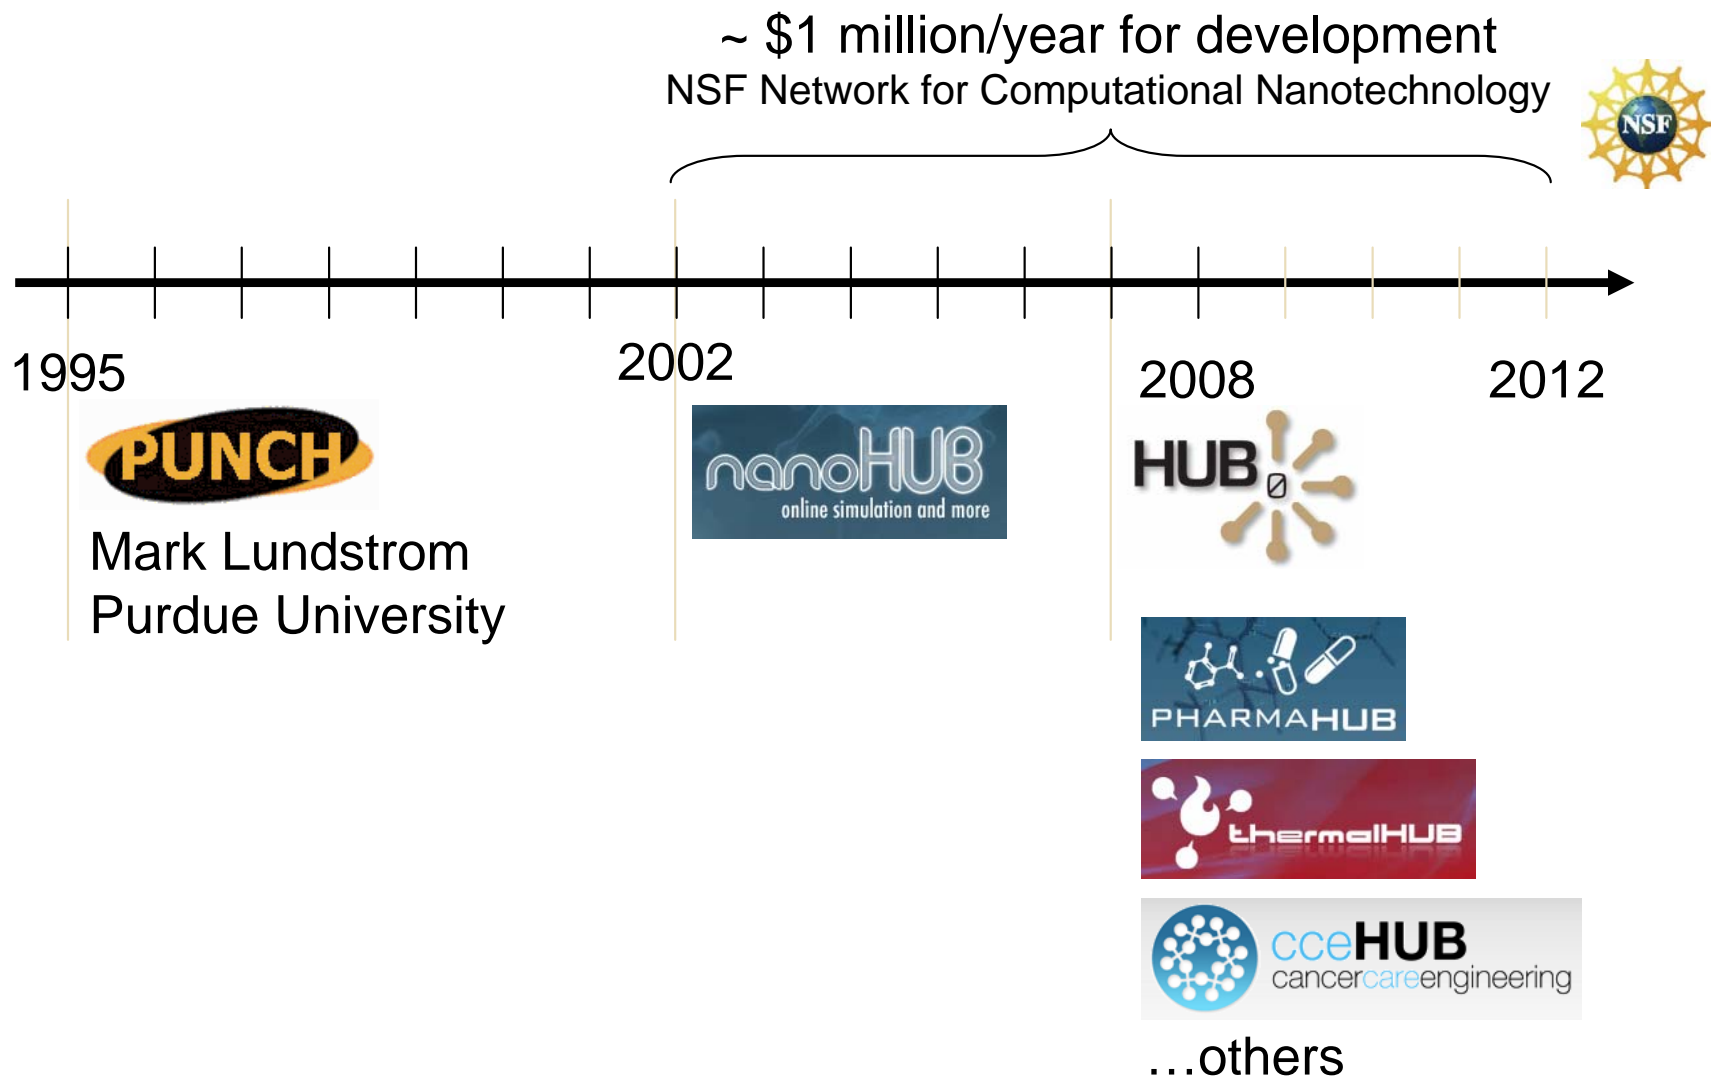 ~ $1 million/year for development
NSF Network for Computational Nanotechnology
NSF
1995
2002
2008
2012
PUNCH
Mark Lundstrom
Purdue University
nanoHUB
online simulation and more
HUB
0
PHARMAHUB
thermalHUB
cceHUB
cancercareengineering
...others